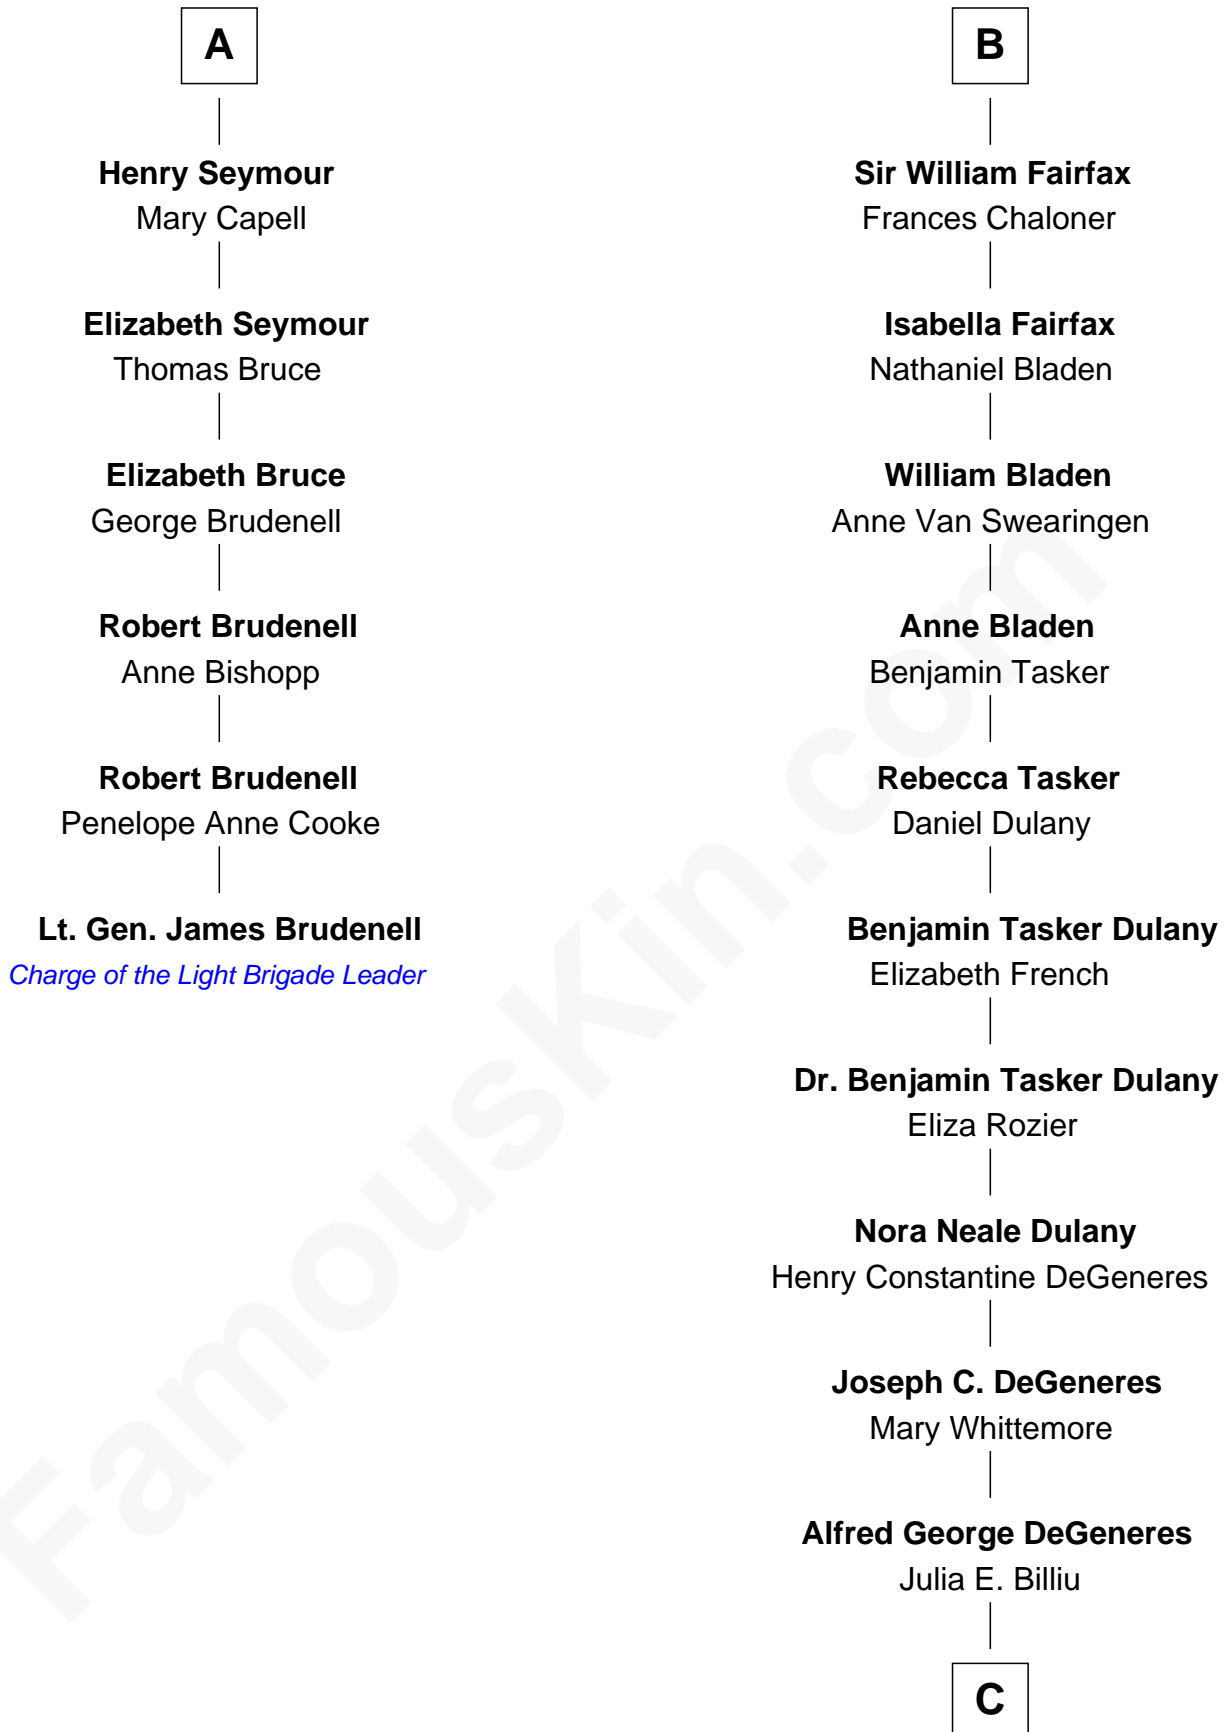 A
Henry Seymour
Mary Capell
Elizabeth Seymour
Thomas Bruce
Elizabeth Bruce
George Brudenell
Robert Brudenell
Anne Bishopp
Robert Brudenell
Penelope Anne Cooke
Lt. Gen. James Brudenell
Charge of the Light Brigade Leader
B
Sir William Fairfax
Frances Chaloner
Isabella Fairfax
Nathaniel Bladen
William Bladen
Anne Van Swearingen
Anne Bladen
Benjamin Tasker
Rebecca Tasker
Daniel Dulany
Benjamin Tasker Dulany
Elizabeth French
Dr. Benjamin Tasker Dulany
Eliza Rozier
Nora Neale Dulany
Henry Constantine DeGeneres
Joseph C. DeGeneres
Mary Whittemore
Alfred George DeGeneres
Julia E. Billiu
C
FamousKin.com